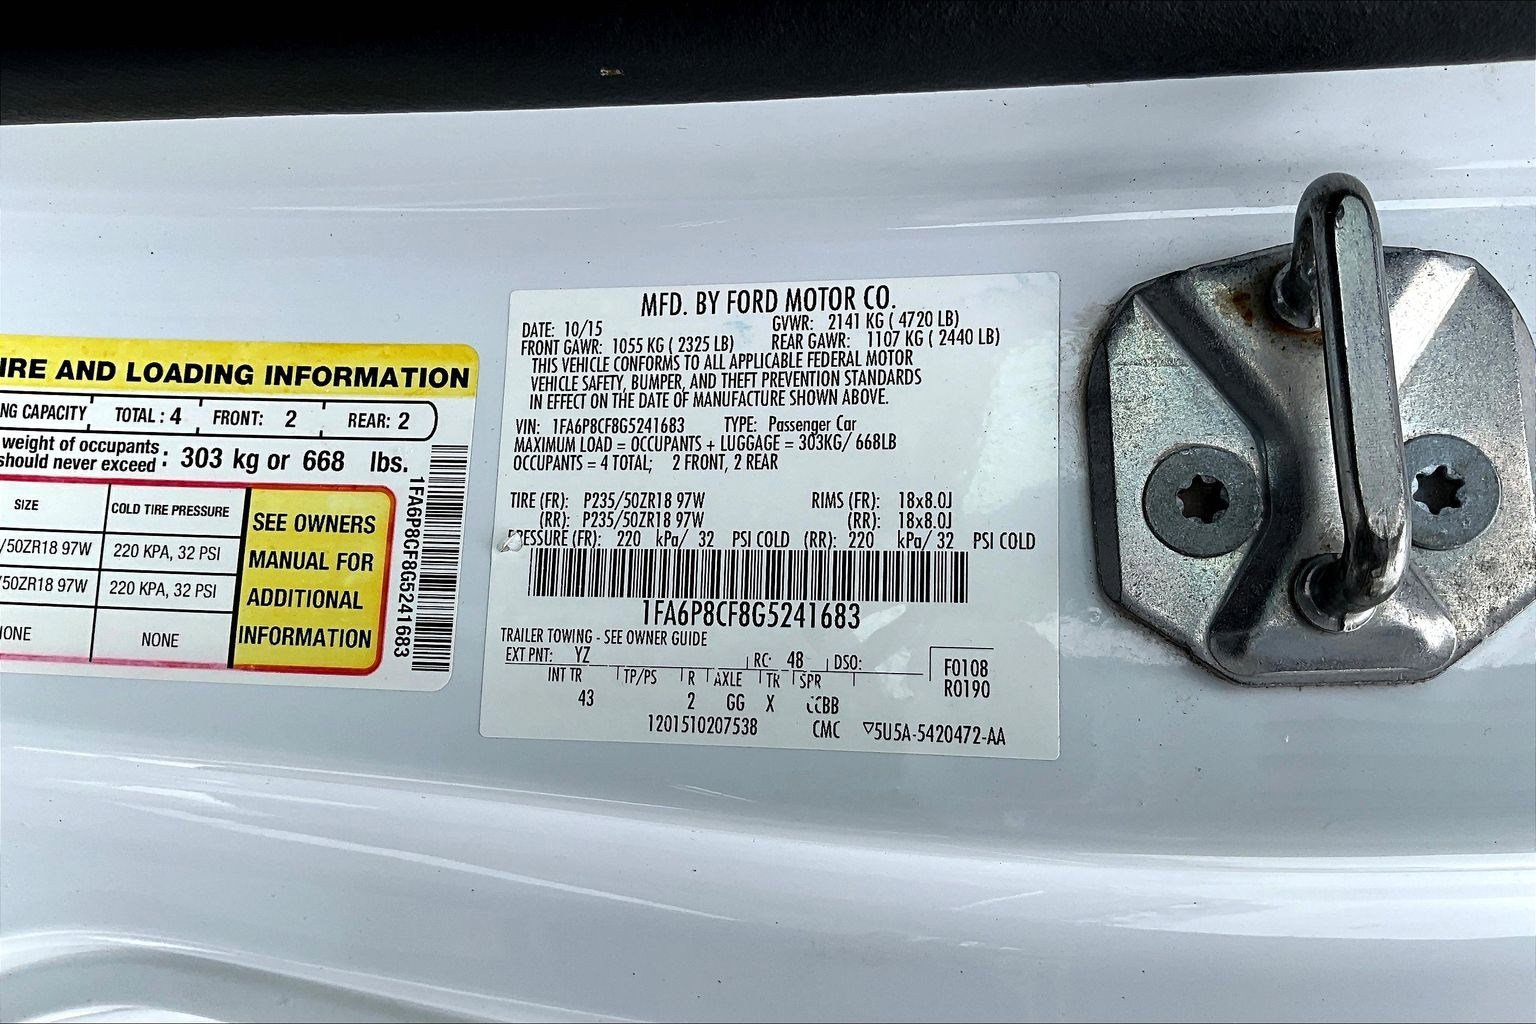 IRE AND LOADING INFORMATION
NG CAPACITY TOTAL : 4 FRONT: 2 REAR: 2
weight of occupants
should never exceed : 303 kg or 668 lbs.
SIZE COLD TIRE PRESSURE
/50ZR18 97W 220 KPA, 32 PSI
/50ZR18 97W 220 KPA, 32 PSI
NONE
SEE OWNERS
MANUAL FOR
ADDITIONAL
INFORMATION
1FA6P8CF8G5241683
MFD. BY FORD MOTOR CO.
DATE: 10/15 GVWR: 2141 KG ( 4720 LB)
FRONT GAWR: 1055 KG ( 2325 LB) REAR GAWR: 1107 KG ( 2440 LB)
THIS VEHICLE CONFORMS TO ALL APPLICABLE FEDERAL MOTOR
VEHICLE SAFETY, BUMPER, AND THEFT PREVENTION STANDARDS
IN EFFECT ON THE DATE OF MANUFACTURE SHOWN ABOVE.
VIN: 1FA6P8CF8G5241683 TYPE: Passenger Car
MAXIMUM LOAD = OCCUPANTS + LUGGAGE = 303KG/ 668LB
OCCUPANTS = 4 TOTAL; 2 FRONT, 2 REAR
TIRE (FR): P235/50ZR18 97W RIMS (FR): 18x8.0J
(RR): P235/50ZR18 97W (RR): 18x8.0J
PRESSURE (FR): 220 kPa/ 32 PSI COLD (RR): 220 kPa/ 32 PSI COLD
1FA6P8CF8G5241683
TRAILER TOWING - SEE OWNER GUIDE
EXT PNT: YZ RC: 48 DSO: F0108
INT TR TP/PS R AXLE TR SPR R0190
43 2 GG X CCBB
1201510207538 CMC ▽5U5A-5420472-AA